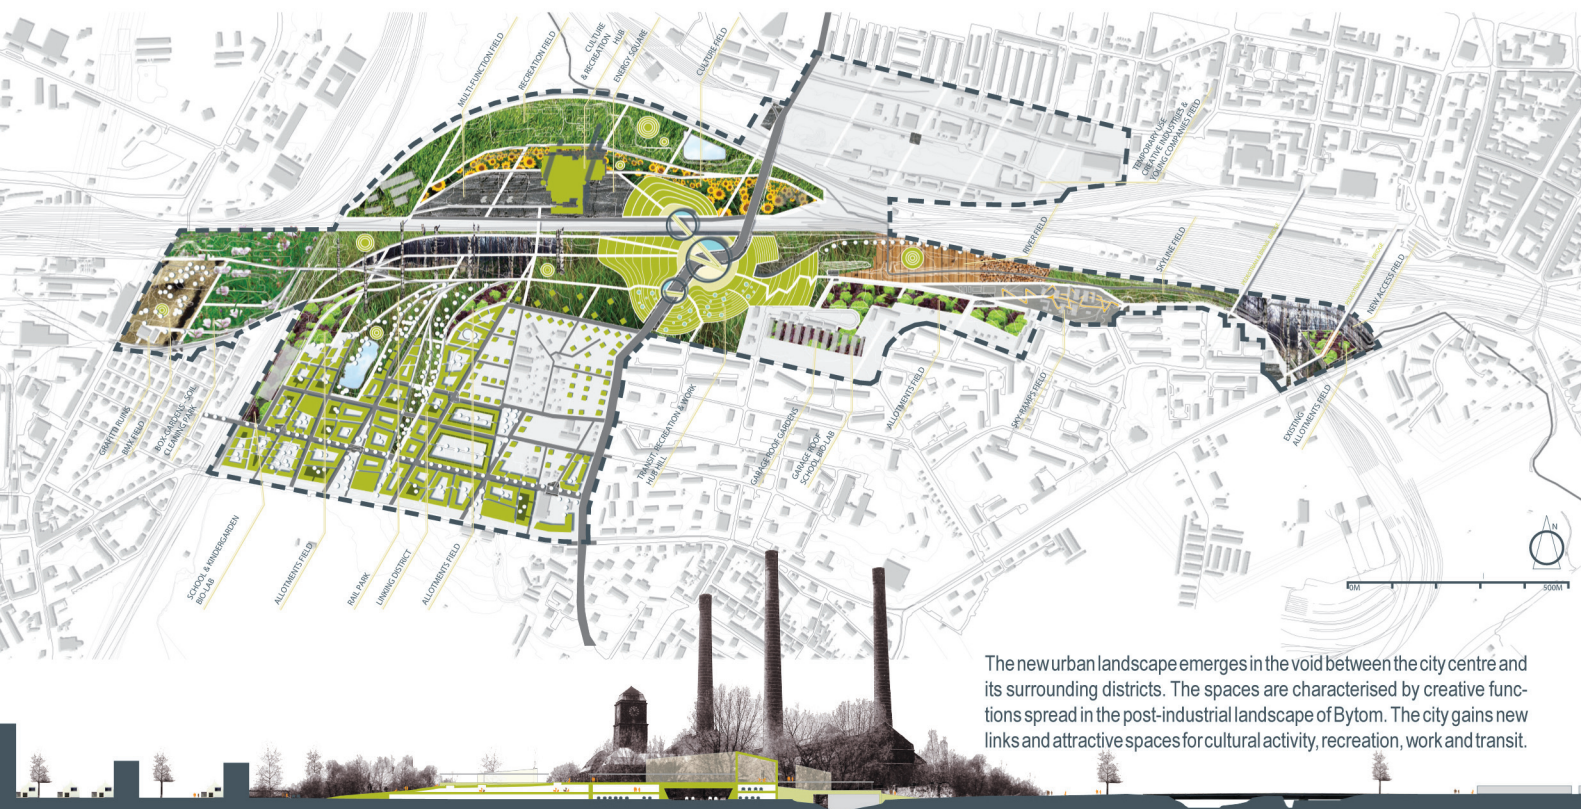 MULTI-FUNCTION FIELD
RECREATION FIELD
CULTURE
& RECREATION HUB
ENERGY SQUARE
CULTURE FIELD
TEMPORARY USE
CREATIVE INDUSTRIES &
YOUNG COMPANIES FIELD
RIVER FIELD
SKYLINE FIELD
NEW ACCESS FIELD
GRAFITO RUINS
BMX FIELD
BOX GARDENS: SOIL
CLEANING PARK
TRANSIT, RECREATION & WORK
HUB HILL
GARAGE ROOF GARDENS
GARAGE ROOF
SCHOOL BIO-LAB
ALLOTMENTS FIELD
SKY RAMPS FIELD
EXISTING
ALLOTMENTS FIELD
SCHOOL & KINDERGARDEN
BIO-LAB
ALLOTMENTS FIELD
RAIL PARK
LINKING DISTRICT
ALLOTMENTS FIELD
N
0M
500M
The new urban landscape emerges in the void between the city centre and
its surrounding districts. The spaces are characterised by creative func-
tions spread in the post-industrial landscape of Bytom. The city gains new
links and attractive spaces for cultural activity, recreation, work and transit.